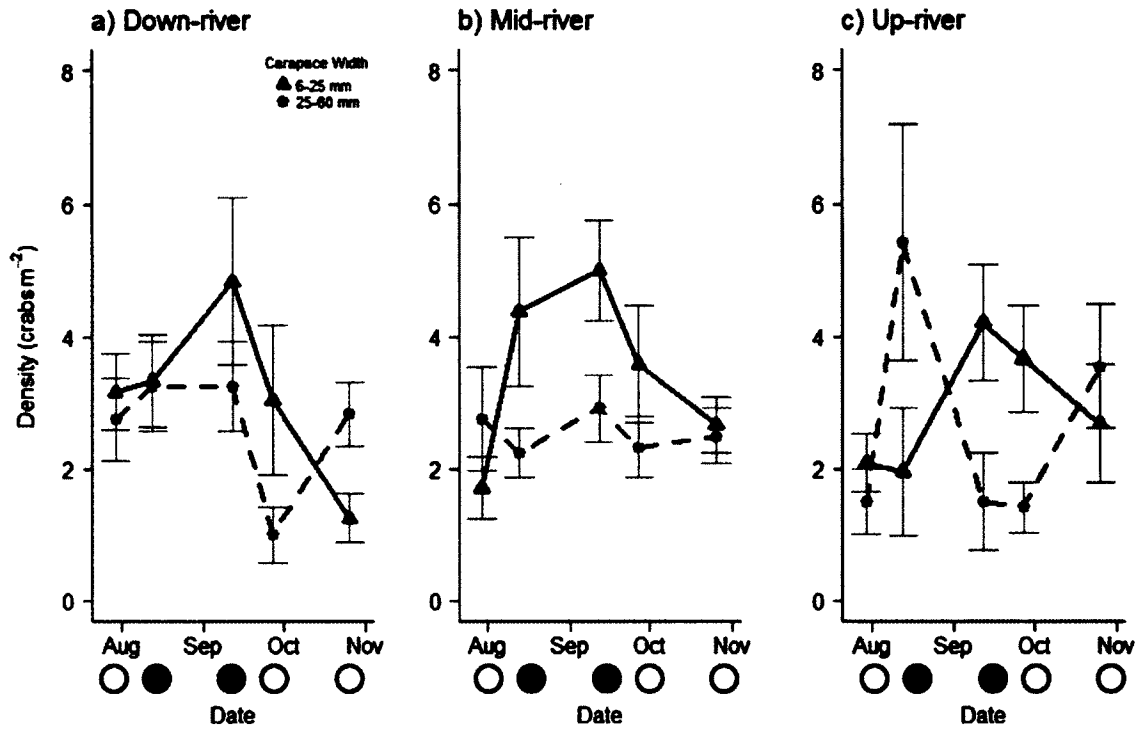 a) Down-river
b) Mid-river
c) Up-river
Carapace Width
6-25 mm
25-60 mm
Density (crabs m⁻²)
8
6
4
2
0
8
6
4
2
0
8
6
4
2
0
Aug Sep Oct Nov
Aug Sep Oct Nov
Aug Sep Oct Nov
Date
Date
Date